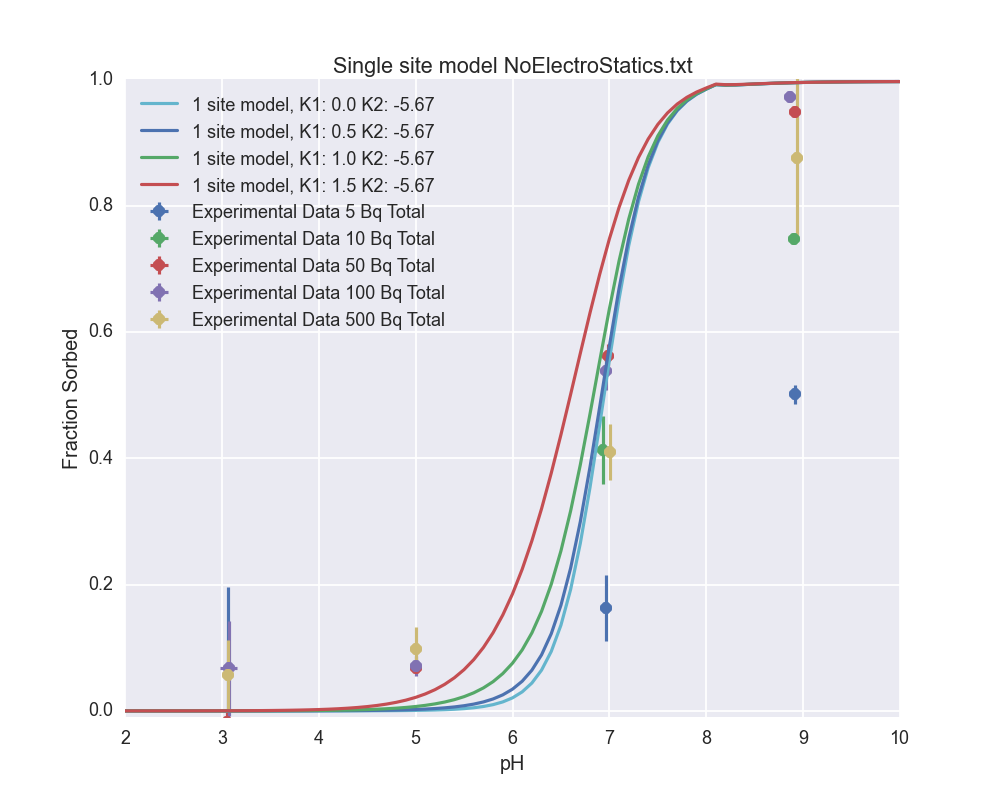 Single site model NoElectroStatics.txt
1 site model, K1: 0.0 K2: -5.67
1 site model, K1: 0.5 K2: -5.67
1 site model, K1: 1.0 K2: -5.67
1 site model, K1: 1.5 K2: -5.67
Experimental Data 5 Bq Total
Experimental Data 10 Bq Total
Experimental Data 50 Bq Total
Experimental Data 100 Bq Total
Experimental Data 500 Bq Total
Fraction Sorbed
1.0
0.8
0.6
0.4
0.2
0.0
2 3 4 5 6 7 8 9 10
pH